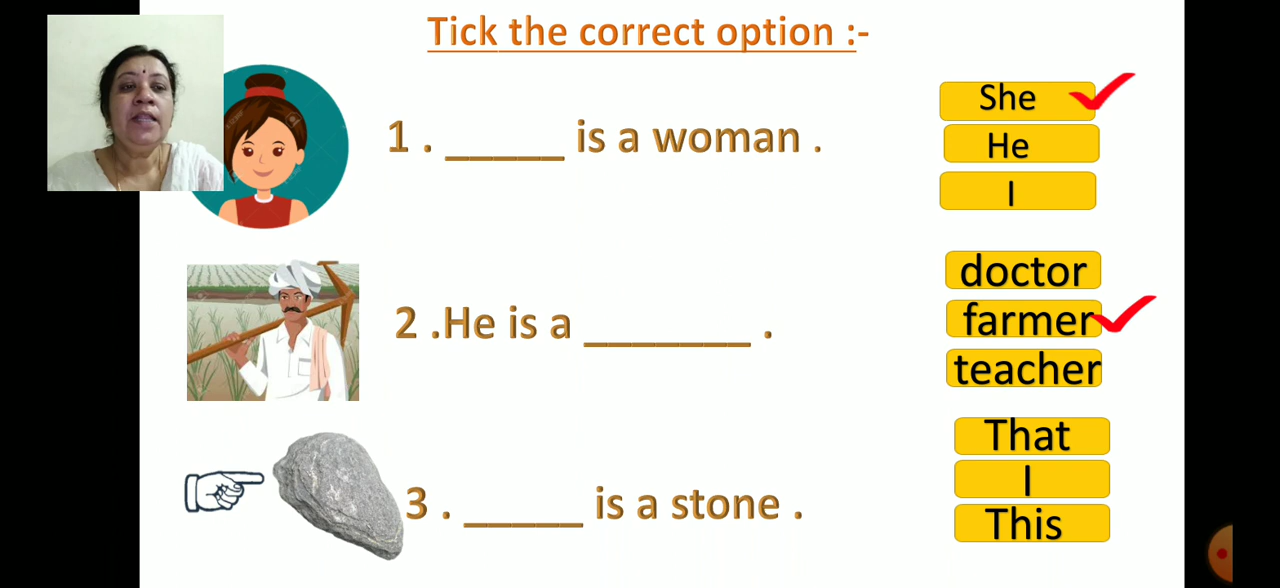 Tick the correct option :-
1 . _____ is a woman .
She
He
I
2 .He is a _______ .
doctor
farmer
teacher
3 . _____ is a stone .
That
I
This